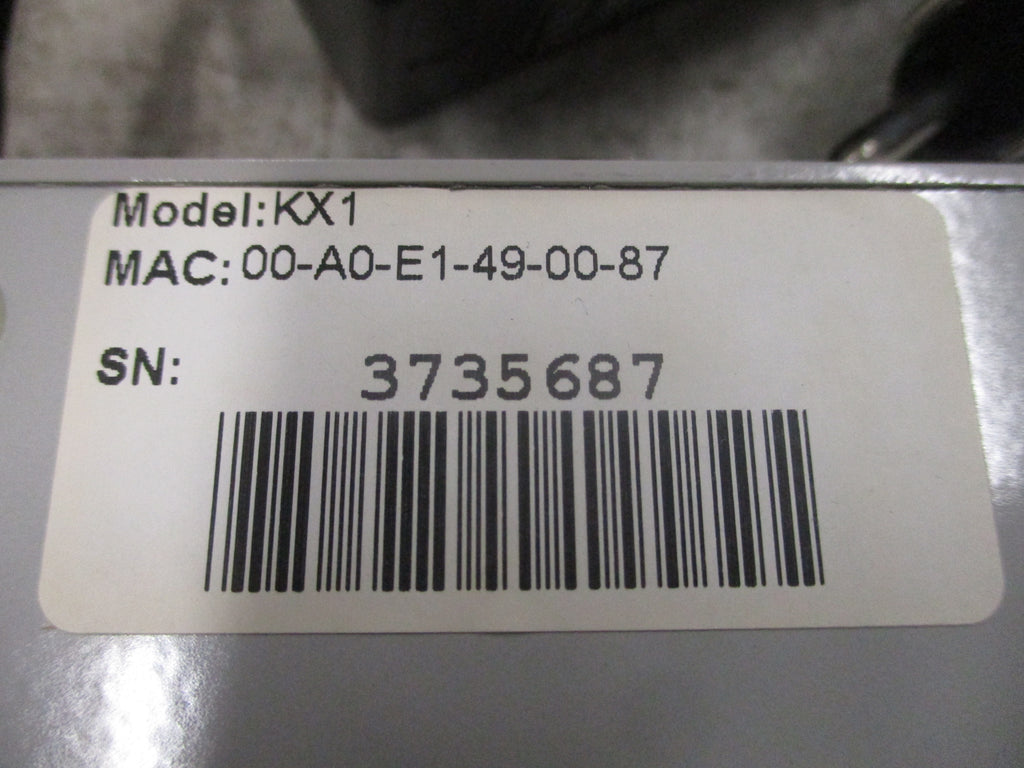 Model: KX1
MAC: 00-A0-E1-49-00-87
SN: 3735687